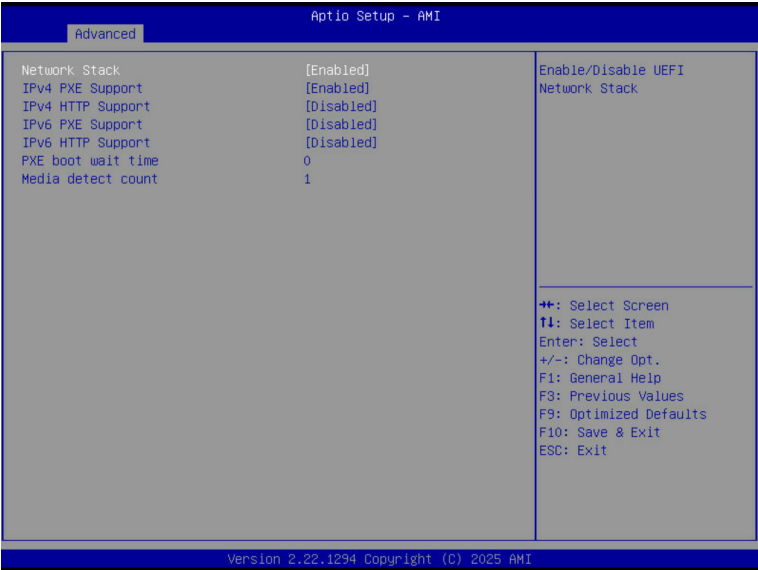 Aptio Setup – AMI
Advanced
Network Stack [Enabled]
IPv4 PXE Support [Enabled]
IPv4 HTTP Support [Disabled]
IPv6 PXE Support [Disabled]
IPv6 HTTP Support [Disabled]
PXE boot wait time 0
Media detect count 1
Enable/Disable UEFI
Network Stack
→←: Select Screen
↑↓: Select Item
Enter: Select
+/–: Change Opt.
F1: General Help
F3: Previous Values
F9: Optimized Defaults
F10: Save & Exit
ESC: Exit
Version 2.22.1294 Copyright (C) 2025 AMI